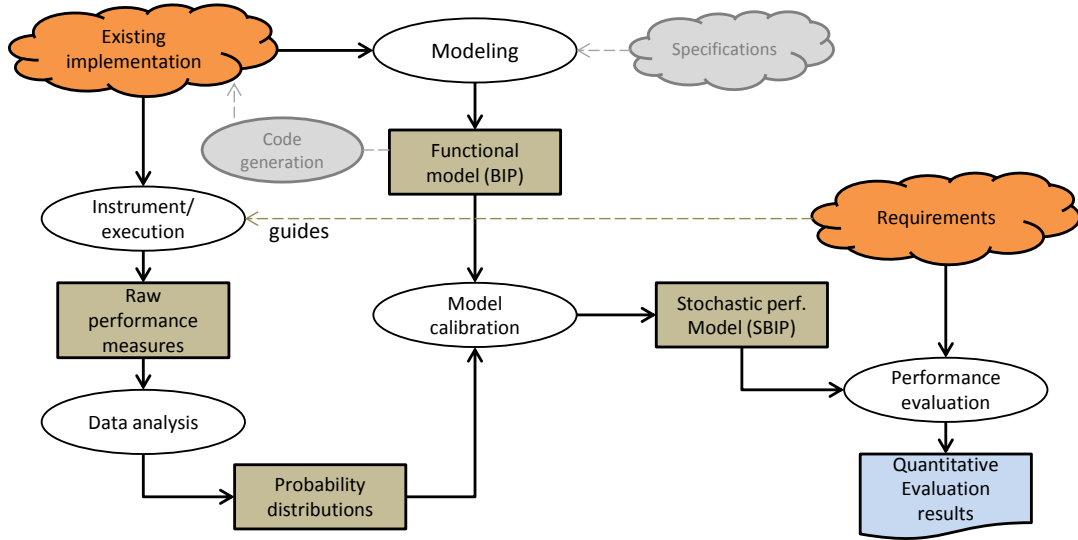 Existing
implementation
Modeling
Specifications
Code
generation
Functional
model (BIP)
Instrument/
execution
guides
Requirements
Raw
performance
measures
Model
calibration
Stochastic perf.
Model (SBIP)
Performance
evaluation
Data analysis
Probability
distributions
Quantitative
Evaluation
results